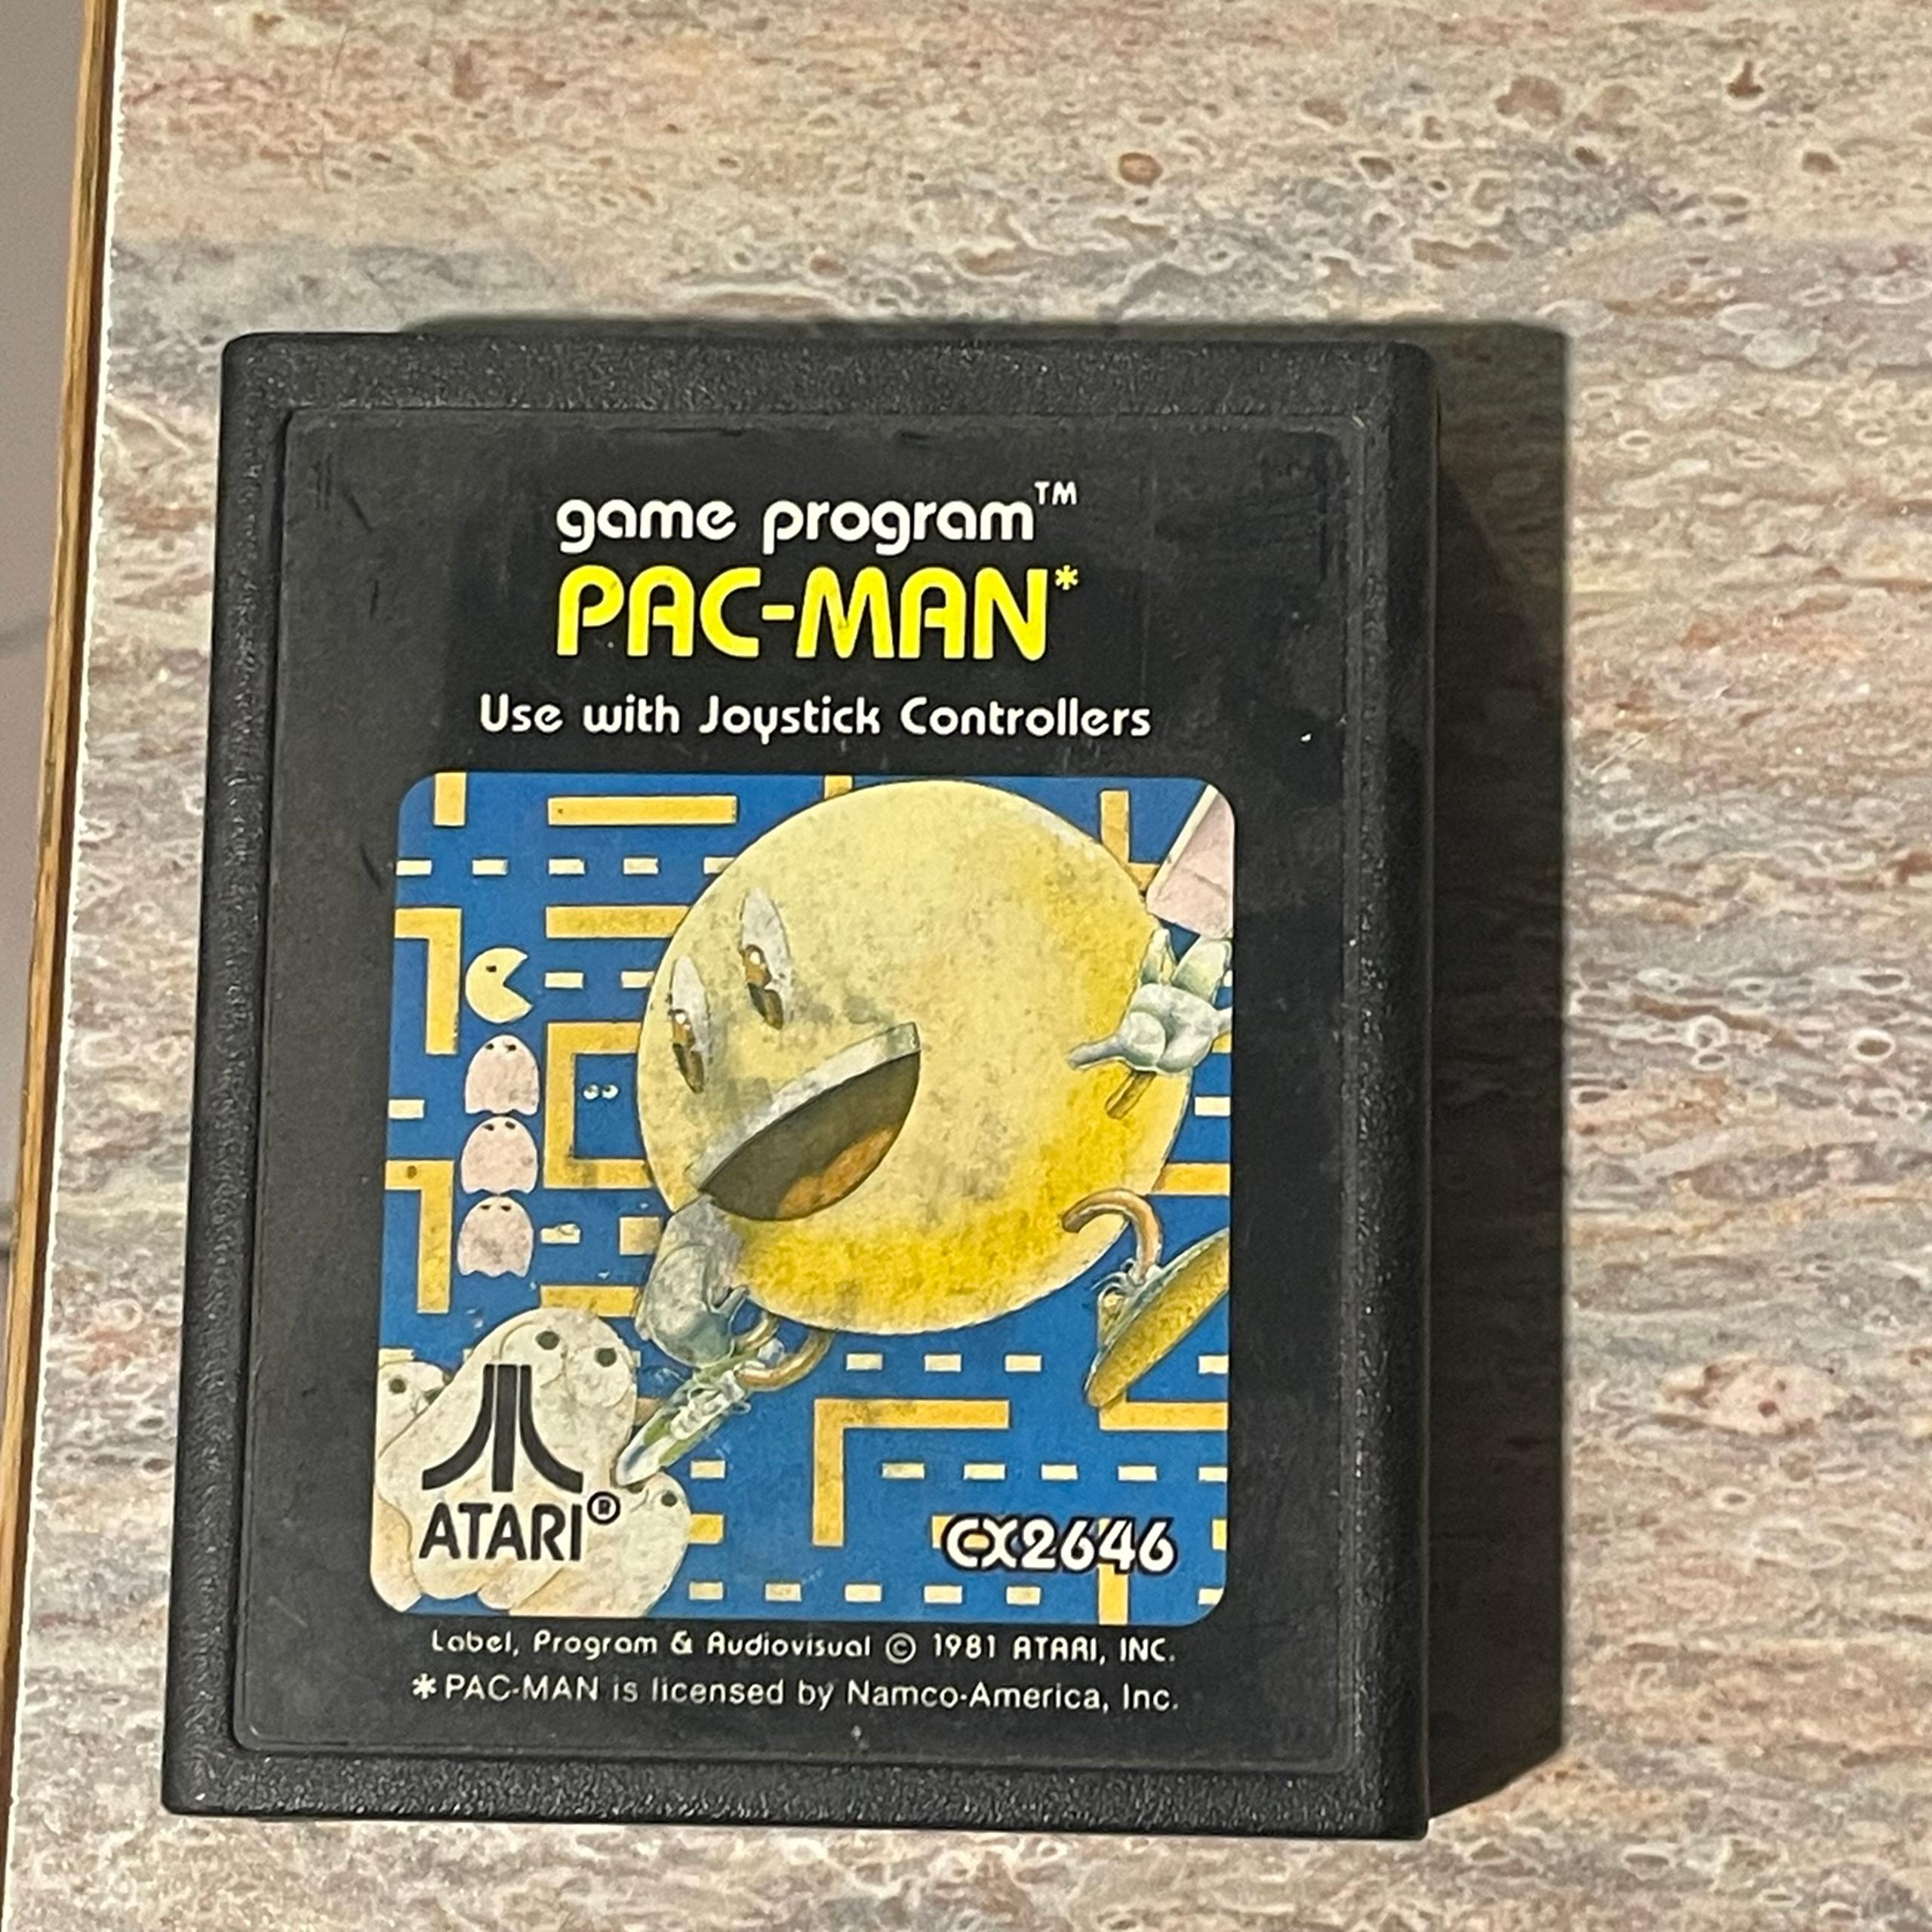 game program™
PAC-MAN*
Use with Joystick Controllers
ATARI®
CX2646
Label, Program & Audiovisual © 1981 ATARI, INC.
* PAC-MAN is licensed by Namco-America, Inc.